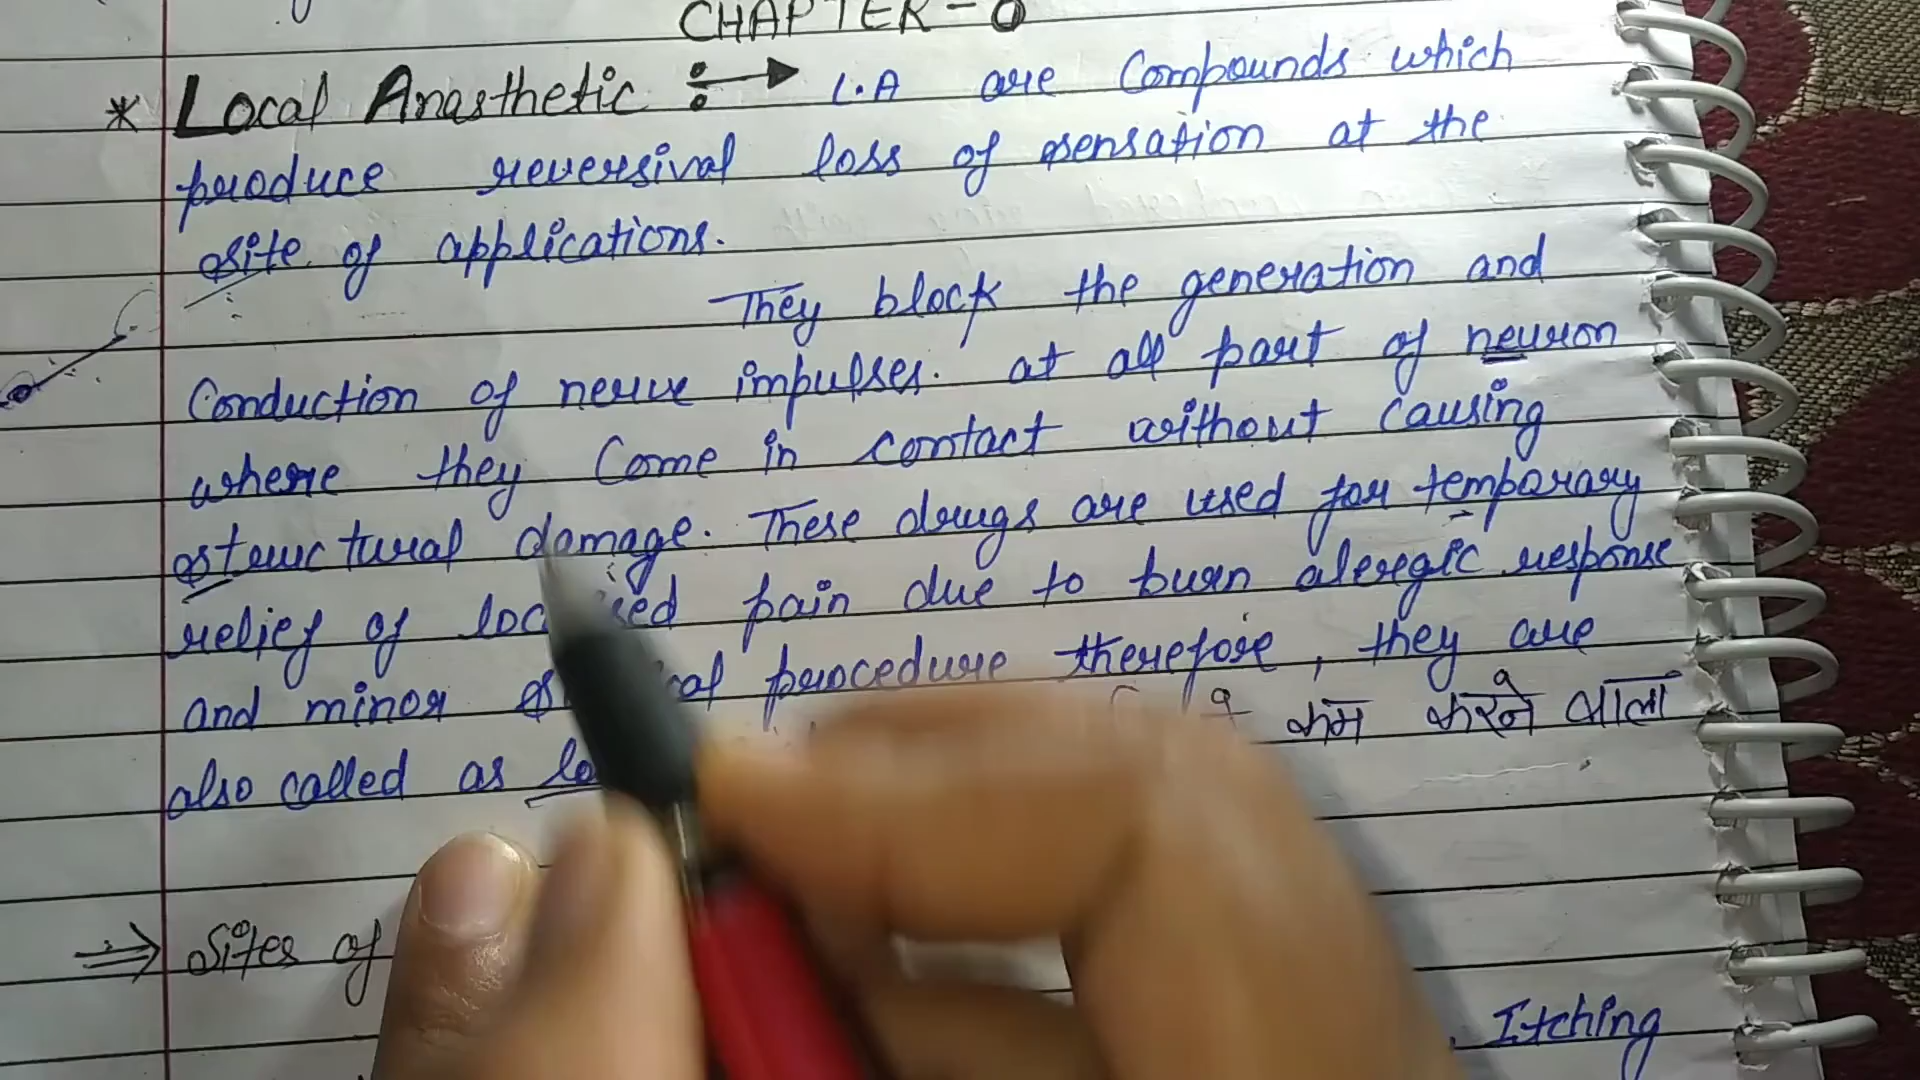 CHAPTER - 0
* Local Anasthetic ÷→ L.A are Compounds which
produce reversival loss of sensation at the
site of applications.
They block the generation and
Conduction of nerve impulses. at all part of neuron
where they Come in contact without causing
structural damage. These drugs are used for temporary
relief of pain due to burn alergic response
and minor procedure therefore, they are
also called as
कम करने वाला
⇒ Sites of
Itching